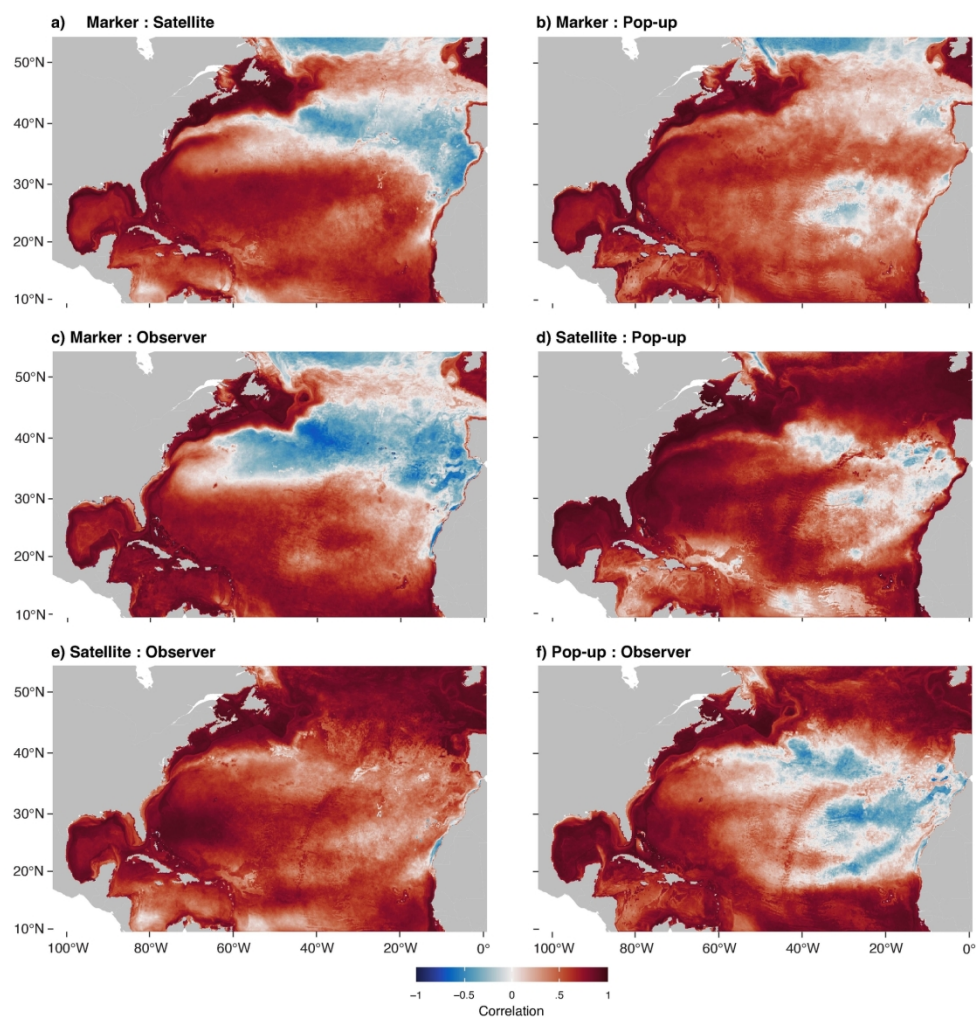 a) Marker : Satellite
b) Marker : Pop-up
50°N
40°N
30°N
20°N
10°N
c) Marker : Observer
d) Satellite : Pop-up
50°N
40°N
30°N
20°N
10°N
e) Satellite : Observer
f) Pop-up : Observer
50°N
40°N
30°N
20°N
10°N
100°W 80°W 60°W 40°W 20°W 0°
100°W 80°W 60°W 40°W 20°W 0°
−1 −0.5 0 .5 1
Correlation